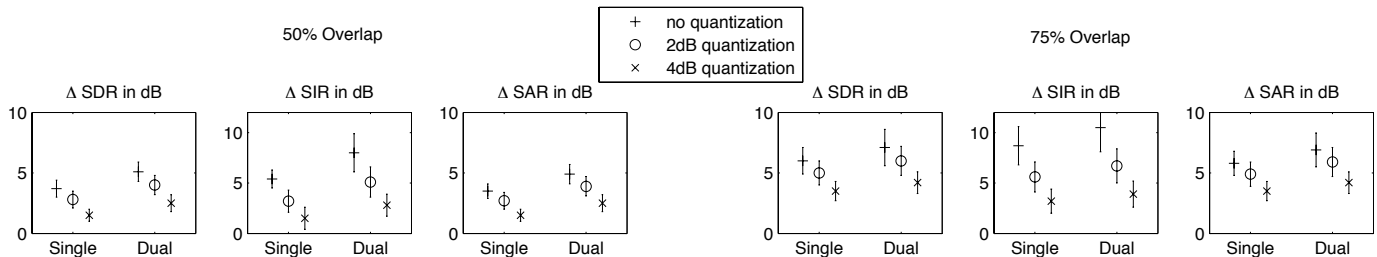 50% Overlap
no quantization
2dB quantization
4dB quantization
75% Overlap
Δ SDR in dB
10
5
0
Single Dual
Δ SIR in dB
10
5
0
Single Dual
Δ SAR in dB
10
5
0
Single Dual
Δ SDR in dB
10
5
0
Single Dual
Δ SIR in dB
10
5
0
Single Dual
Δ SAR in dB
10
5
0
Single Dual